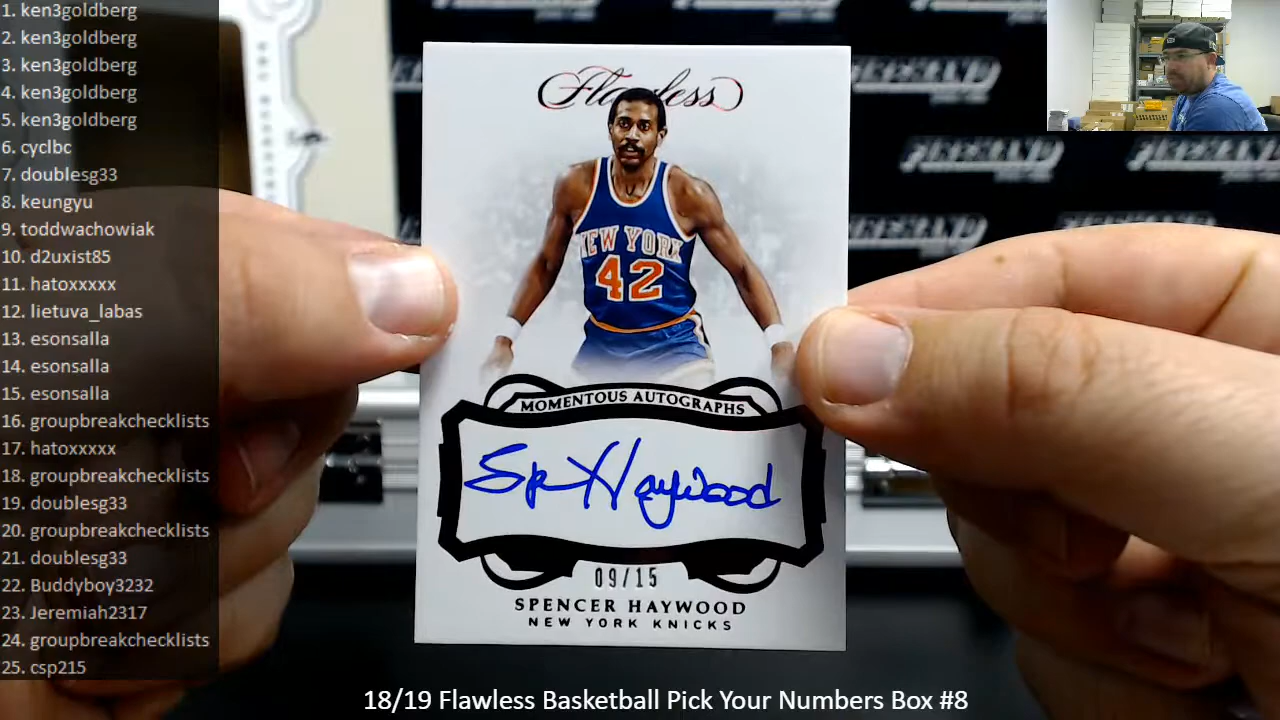 1. ken3goldberg
2. ken3goldberg
3. ken3goldberg
4. ken3goldberg
5. ken3goldberg
6. cyclbc
7. doublesg33
8. keungyu
9. toddwachowiak
10. d2uxist85
11. hatoxxxxx
12. lietuva_labas
13. esonsalla
14. esonsalla
15. esonsalla
16. groupbreakchecklists
17. hatoxxxxx
18. groupbreakchecklists
19. doublesg33
20. groupbreakchecklists
21. doublesg33
22. Buddyboy3232
23. Jeremiah2317
24. groupbreakchecklists
25. csp215
Flawless
NEW YORK
42
MOMENTOUS AUTOGRAPHS
Sp Haywood
09/15
SPENCER HAYWOOD
NEW YORK KNICKS
18/19 Flawless Basketball Pick Your Numbers Box #8